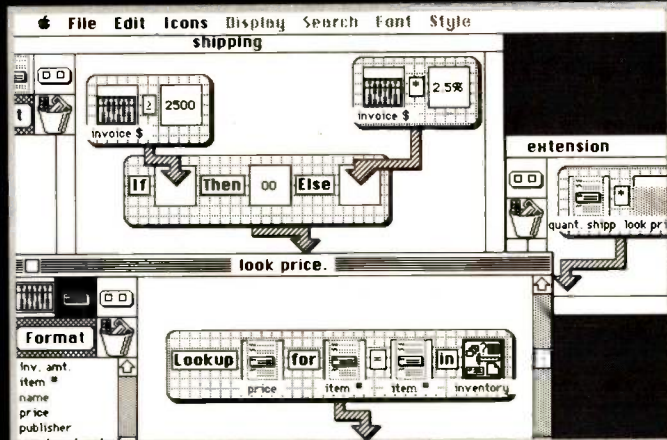 File Edit Icons Display Search Font Style
shipping
≥ 2500
invoice $
* 2.5%
invoice $
If Then 00 Else
extension
*
quant. shipp look pri
look price.
Format
Inv. amt.
item #
name
price
publisher
Lookup for = in
price item # item # inventory